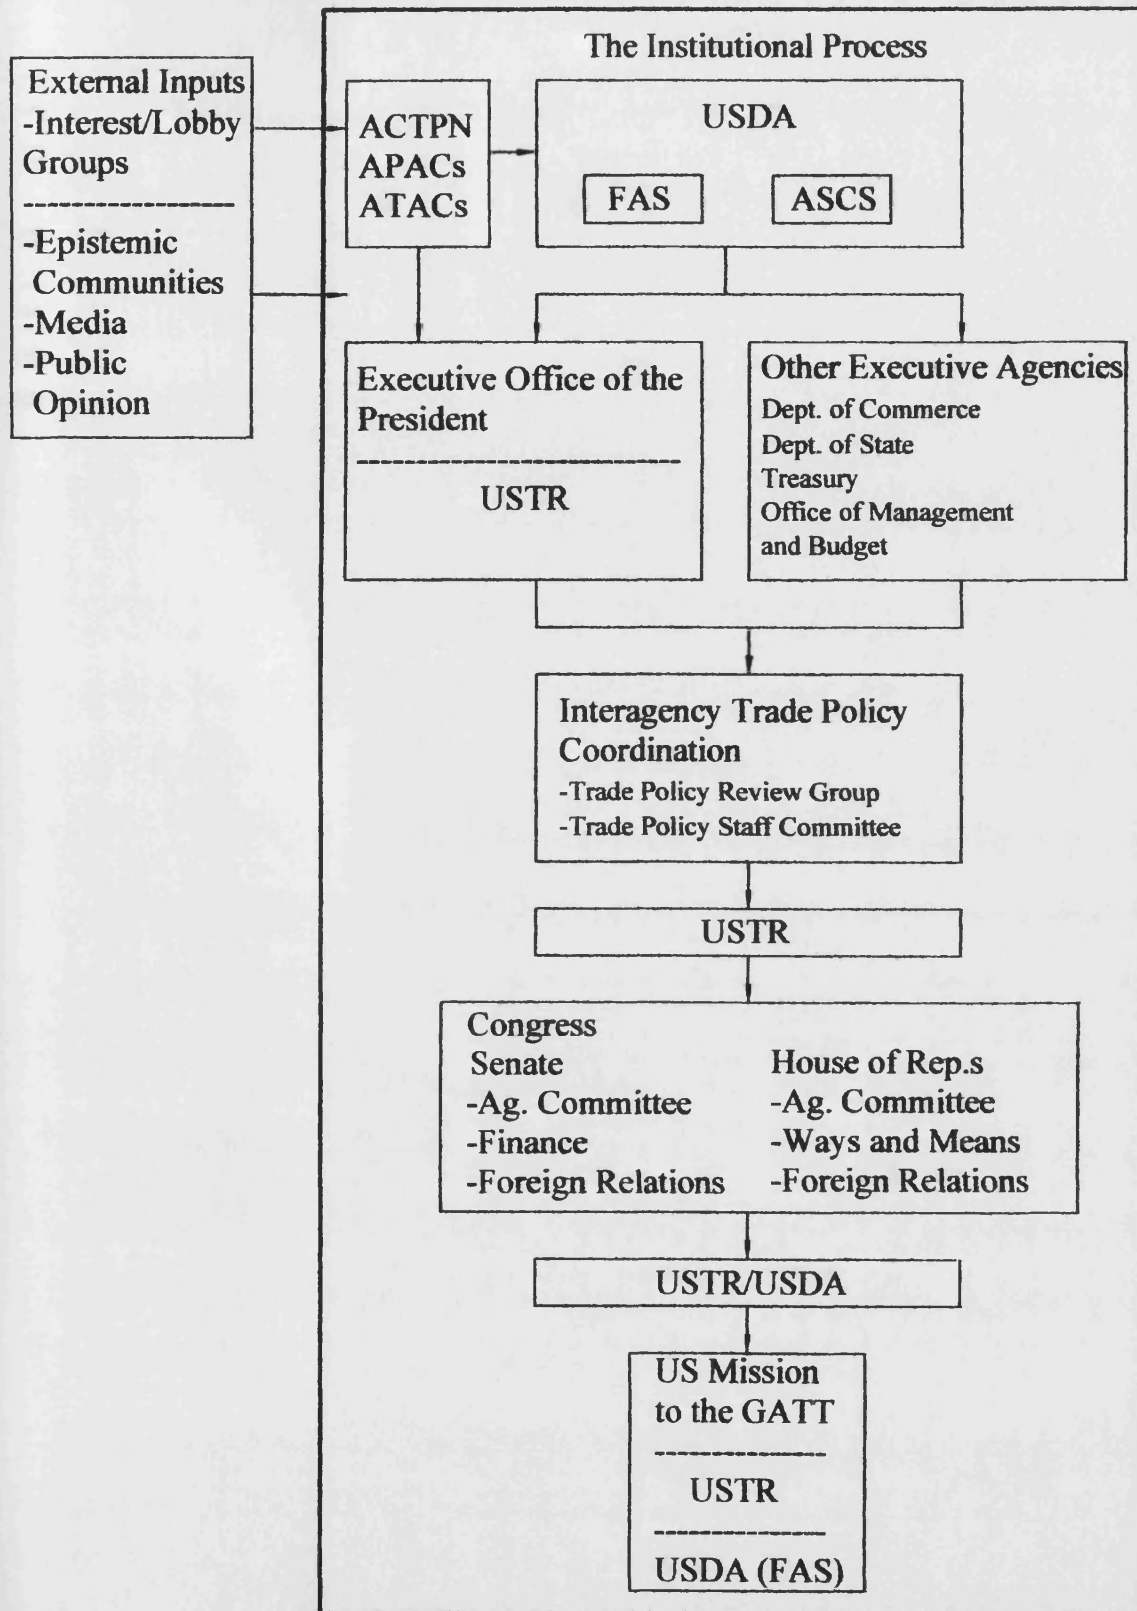 The Institutional Process
External Inputs
-Interest/Lobby
Groups
-Epistemic
Communities
-Media
-Public
Opinion
ACTPN
APACs
ATACs
USDA
FAS
ASCS
Executive Office of the
President
USTR
Other Executive Agencies
Dept. of Commerce
Dept. of State
Treasury
Office of Management
and Budget
Interagency Trade Policy
Coordination
-Trade Policy Review Group
-Trade Policy Staff Committee
USTR
Congress
Senate
-Ag. Committee
-Finance
-Foreign Relations
House of Rep.s
-Ag. Committee
-Ways and Means
-Foreign Relations
USTR/USDA
US Mission
to the GATT
USTR
USDA (FAS)